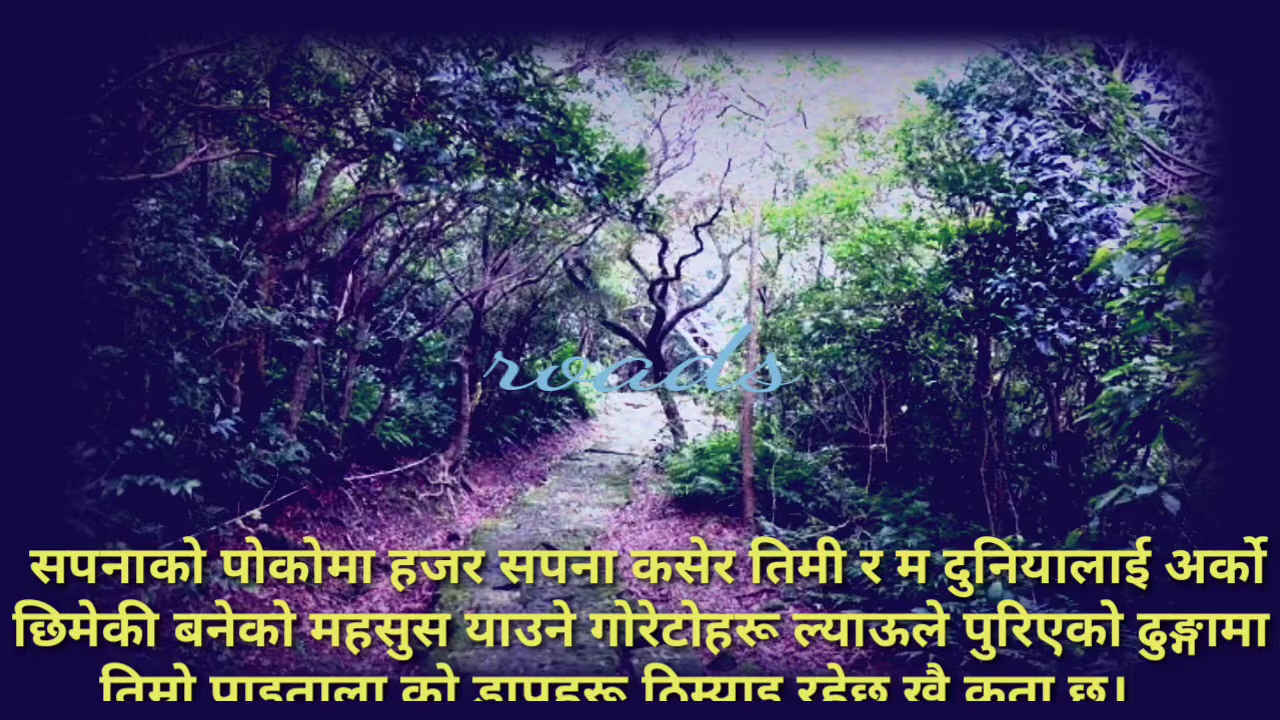 roads
सपनाको पोकोमा हजर सपना कसेर तिमी र म दुनियालाई अर्को
छिमेकी बनेको महसुस याउने गोरेटोहरू ल्याऊले पुरिएको ढुङ्गामा
तिम्रो पाइताला को डापहरू ठिम्याइ रहेछ खै कता छ।